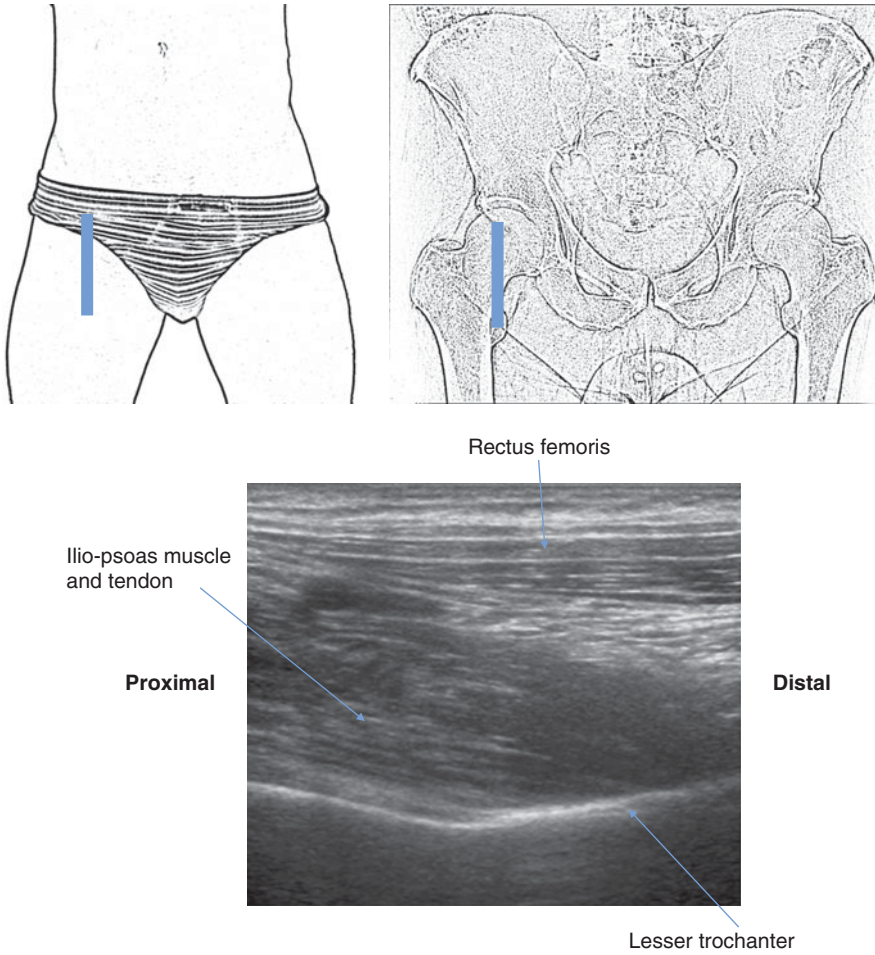 Rectus femoris
Ilio-psoas muscle
and tendon
Proximal
Distal
Lesser trochanter